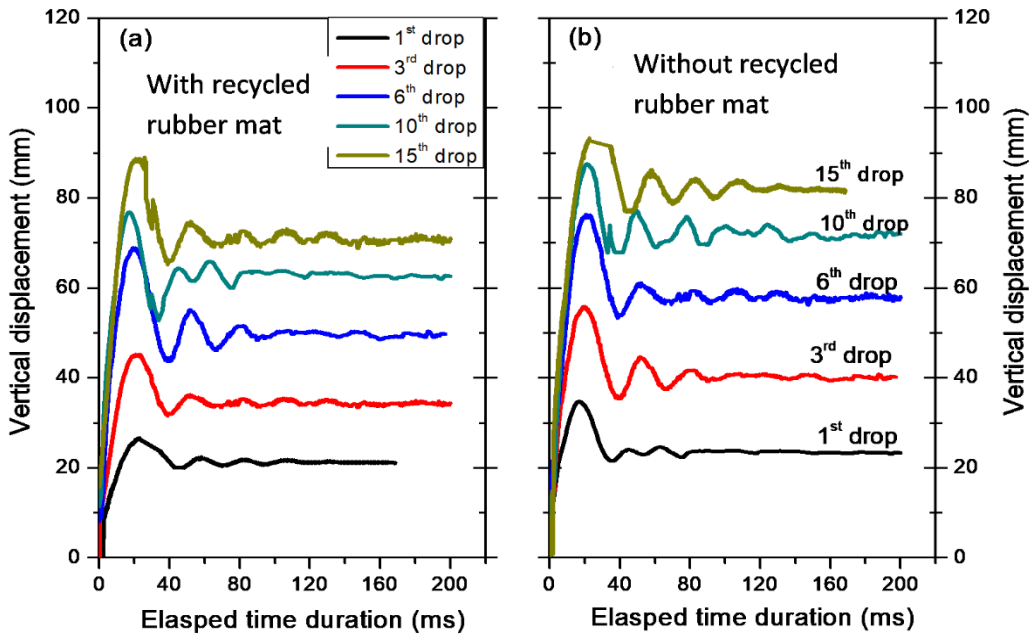 (a)
With recycled
rubber mat
1st drop
3rd drop
6th drop
10th drop
15th drop
120
100
80
60
40
20
0
Vertical displacement (mm)
0 40 80 120 160 200
Elasped time duration (ms)
(b)
Without recycled
rubber mat
15th drop
10th drop
6th drop
3rd drop
1st drop
0 40 80 120 160 200
Elasped time duration (ms)
120
100
80
60
40
20
0
Vertical displacement (mm)